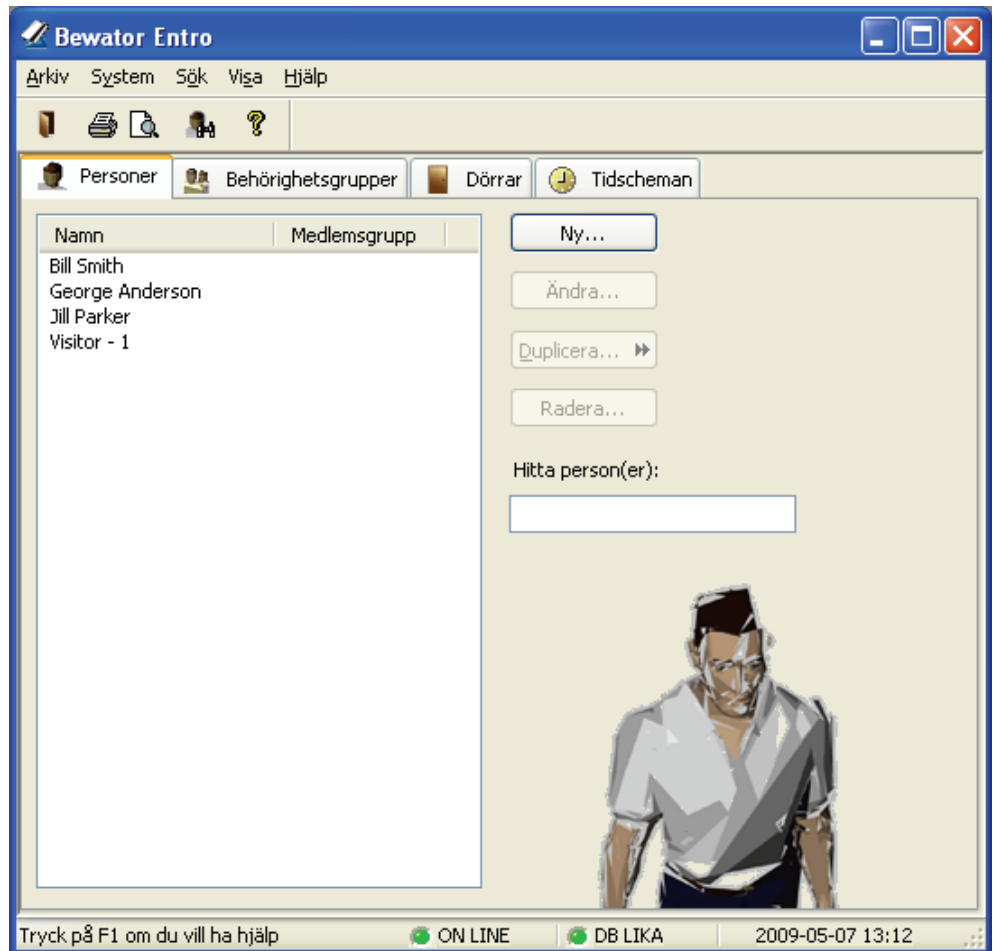 Bewator Entro
Arkiv System Sök Visa Hjälp
Personer Behörighetsgrupper Dörrar Tidscheman
Namn Medlemsgrupp Ny...
Bill Smith
George Anderson Ändra...
Jill Parker
Visitor - 1 Duplicera...
Radera...
Hitta person(er):
Tryck på F1 om du vill ha hjälp ON LINE DB LIKA 2009-05-07 13:12